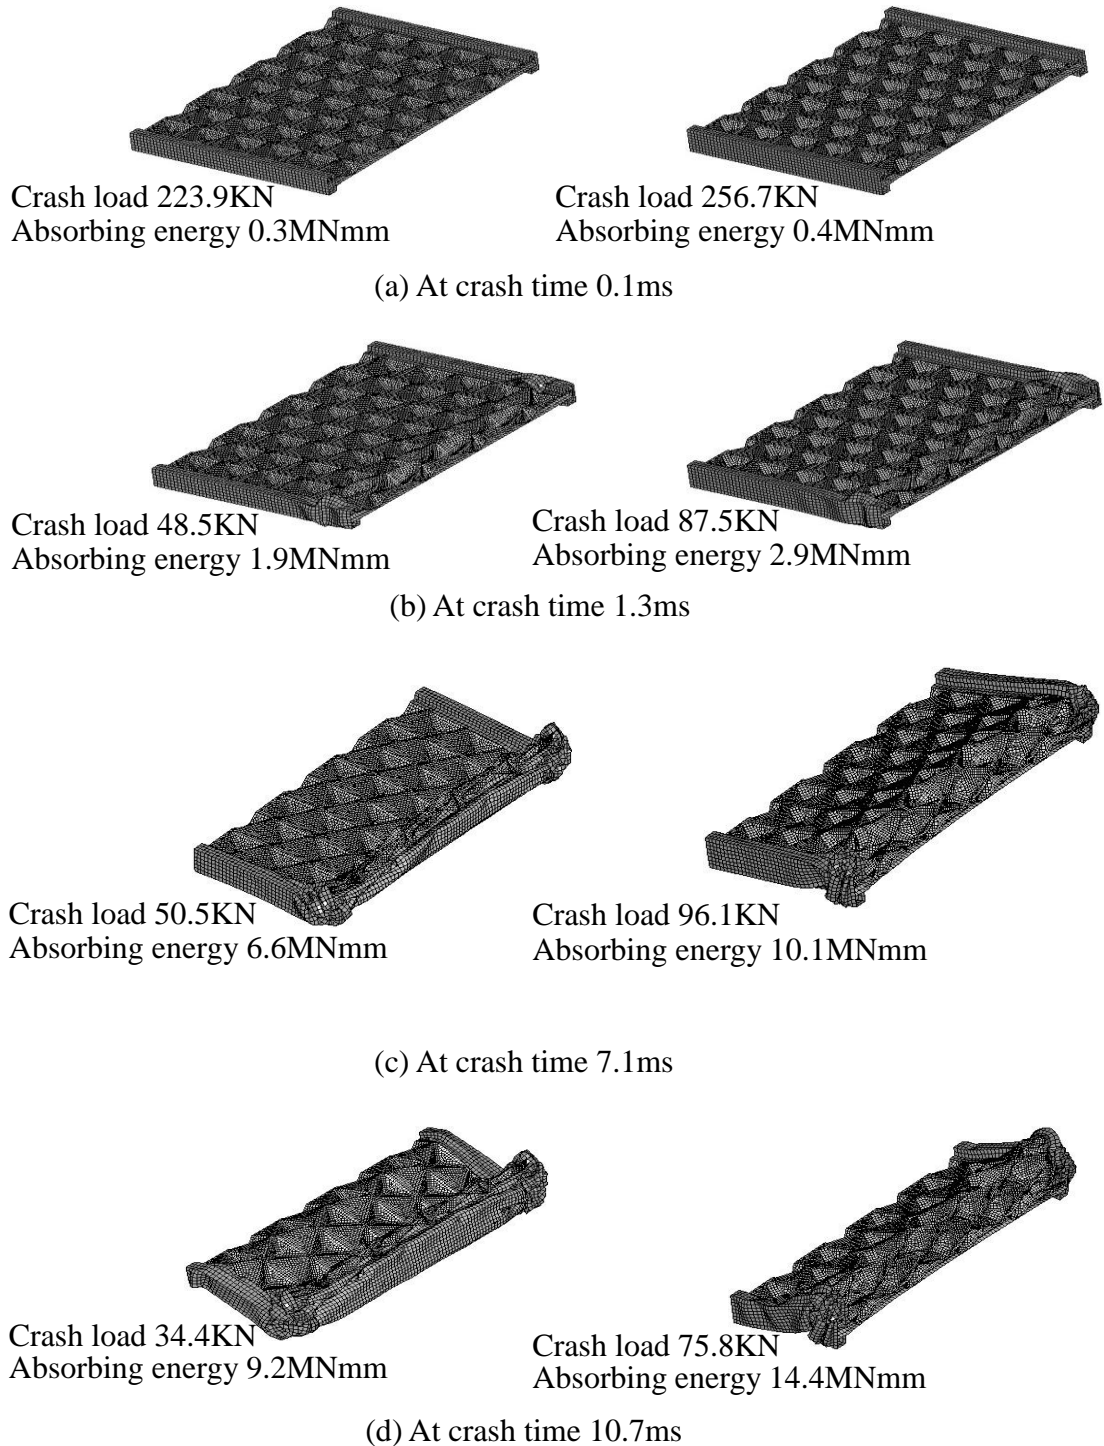 Crash load 223.9KN
Absorbing energy 0.3MNmm
Crash load 256.7KN
Absorbing energy 0.4MNmm
(a) At crash time 0.1ms
Crash load 48.5KN
Absorbing energy 1.9MNmm
Crash load 87.5KN
Absorbing energy 2.9MNmm
(b) At crash time 1.3ms
Crash load 50.5KN
Absorbing energy 6.6MNmm
Crash load 96.1KN
Absorbing energy 10.1MNmm
(c) At crash time 7.1ms
Crash load 34.4KN
Absorbing energy 9.2MNmm
Crash load 75.8KN
Absorbing energy 14.4MNmm
(d) At crash time 10.7ms